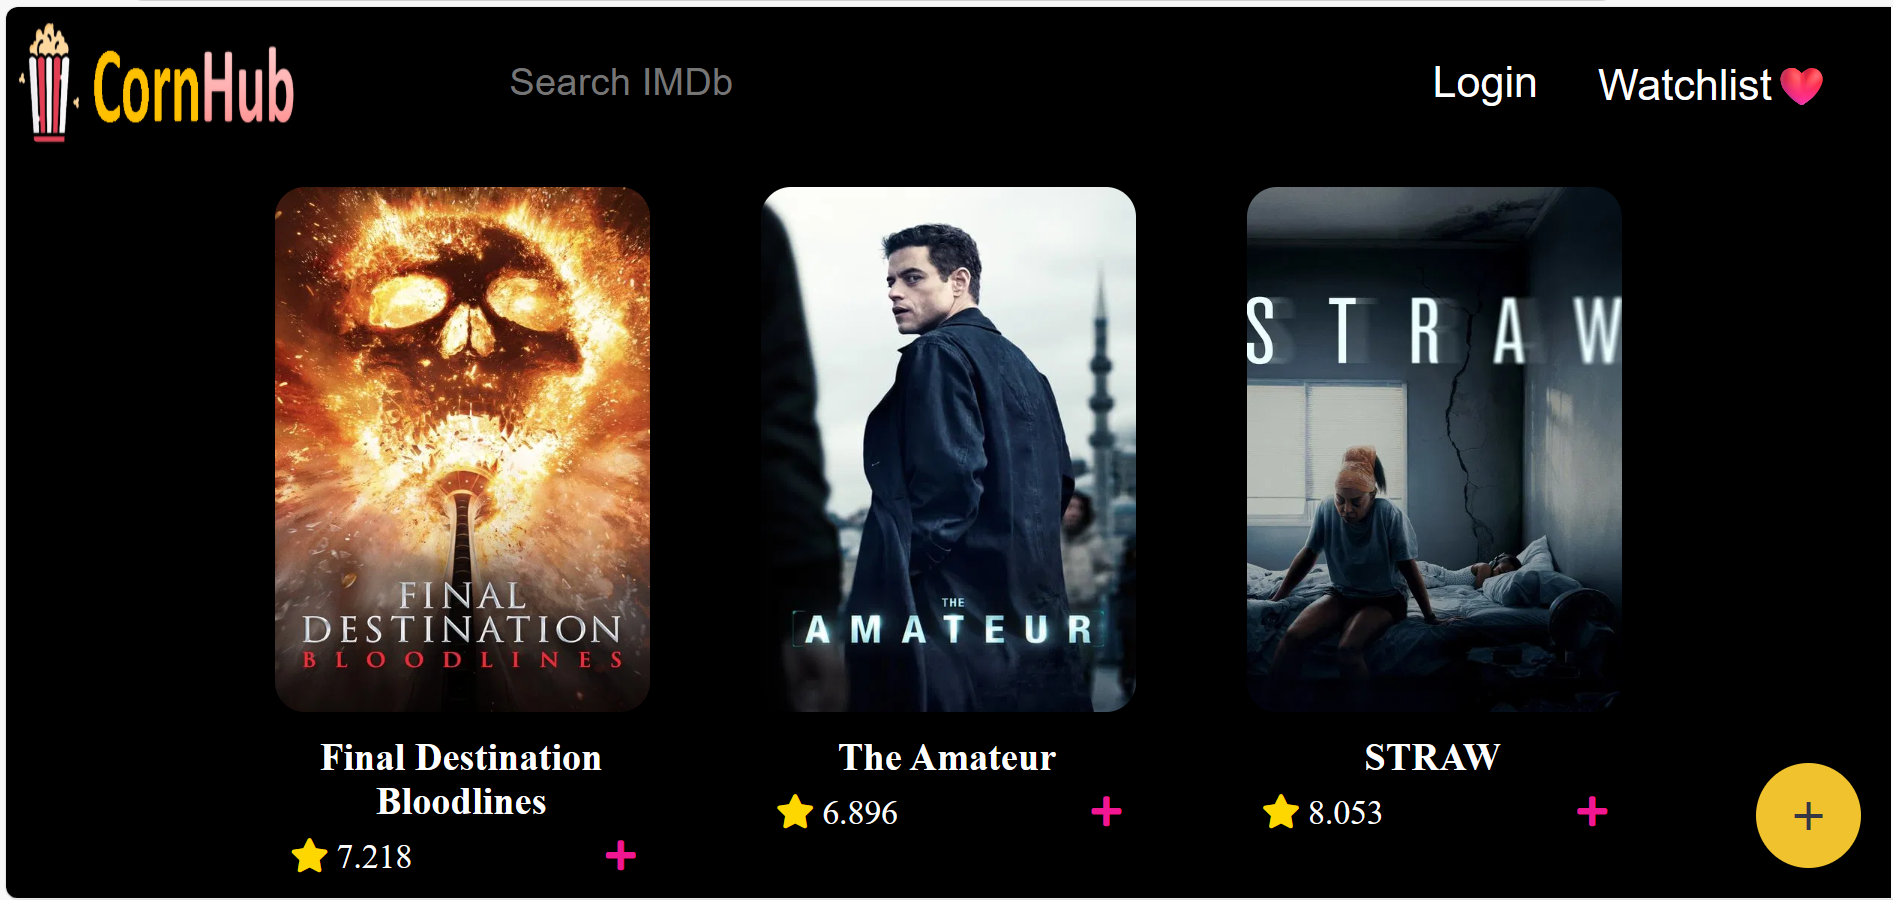 CornHub
Search IMDb
Login
Watchlist
FINAL
DESTINATION
BLOODLINES
THE
AMATEUR
STRAW
Final Destination
Bloodlines
7.218
The Amateur
6.896
STRAW
8.053